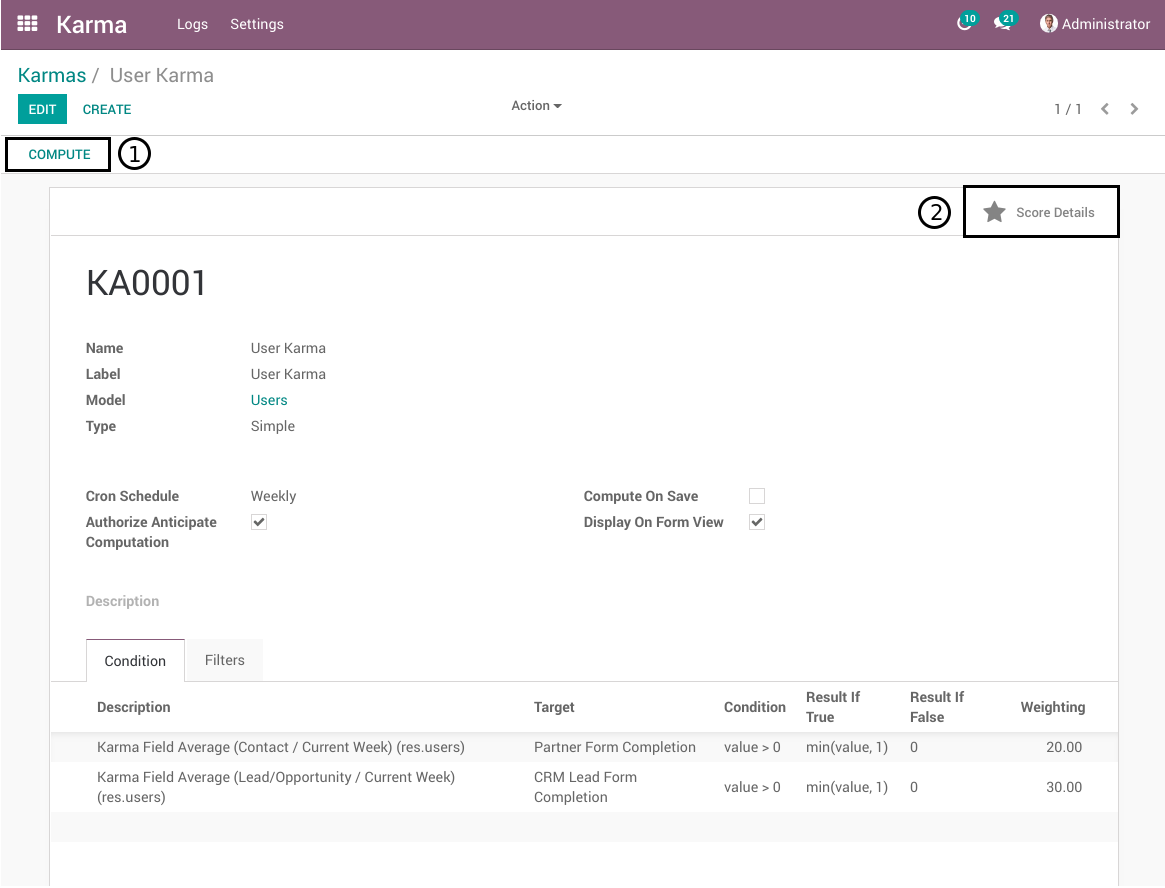 Karma Logs Settings 10 21 Administrator
Karmas / User Karma
EDIT CREATE Action 1 / 1
COMPUTE 1
2 Score Details
KA0001
Name User Karma
Label User Karma
Model Users
Type Simple
Cron Schedule Weekly Compute On Save
Authorize Anticipate Display On Form View
Computation
Description
Condition Filters
Description Target Condition Result If True Result If False Weighting
Karma Field Average (Contact / Current Week) (res.users) Partner Form Completion value > 0 min(value, 1) 0 20.00
Karma Field Average (Lead/Opportunity / Current Week) (res.users) CRM Lead Form Completion value > 0 min(value, 1) 0 30.00